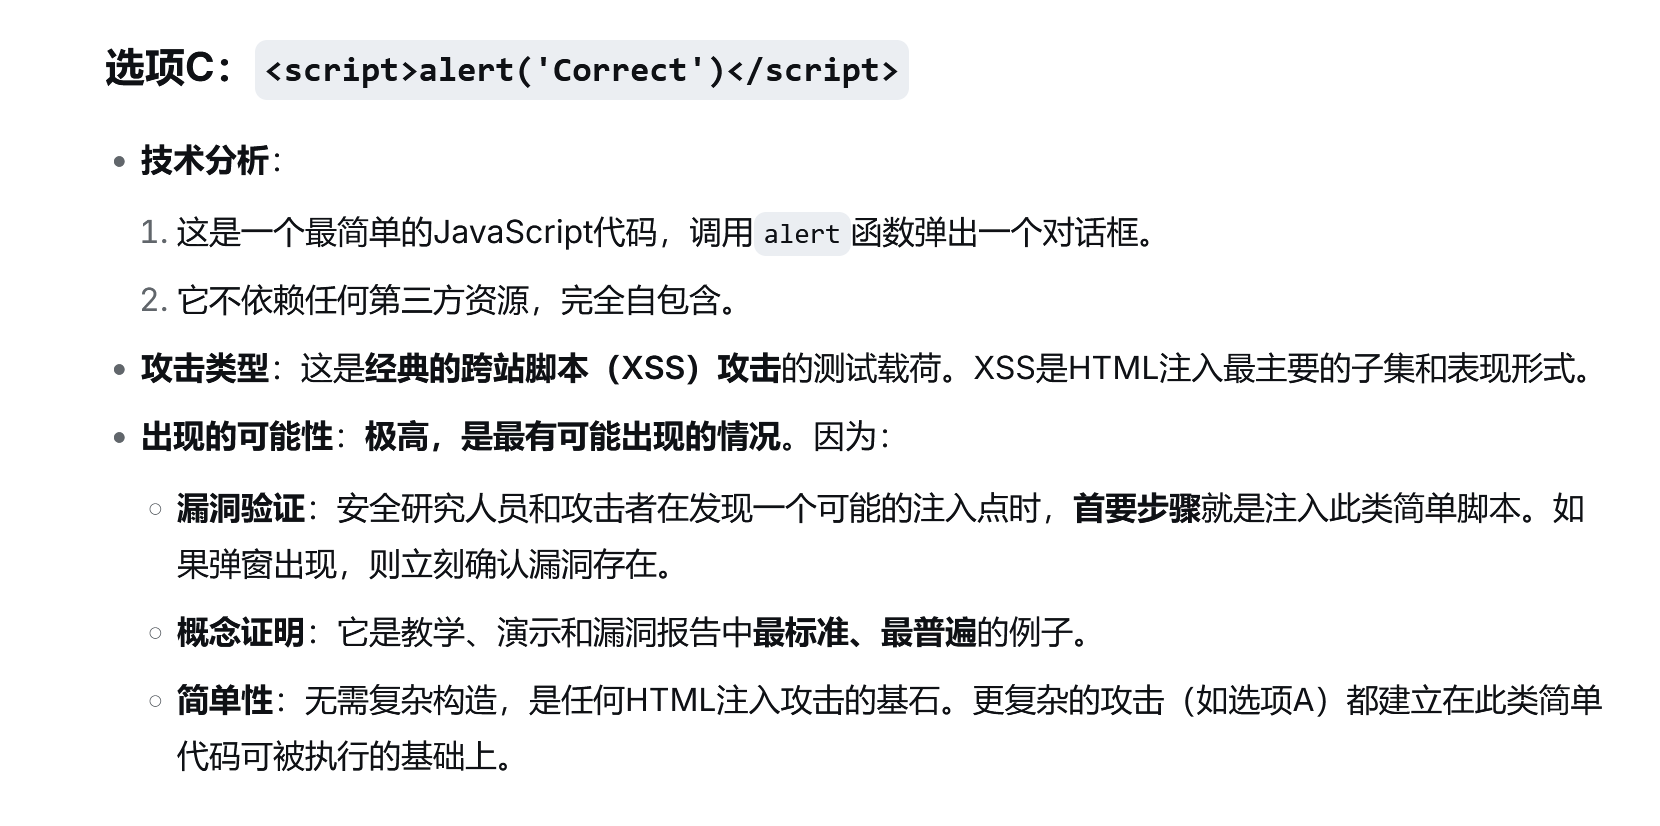 选项C：<script>alert('Correct')</script>
技术分析：
1. 这是一个最简单的JavaScript代码，调用alert函数弹出一个对话框。
2. 它不依赖任何第三方资源，完全自包含。
攻击类型：这是经典的跨站脚本（XSS）攻击的测试载荷。XSS是HTML注入最主要的子集和表现形式。
出现的可能性：极高，是最有可能出现的情况。因为：
漏洞验证：安全研究人员和攻击者在发现一个可能的注入点时，首要步骤就是注入此类简单脚本。如
果弹窗出现，则立刻确认漏洞存在。
概念证明：它是教学、演示和漏洞报告中最标准、最普遍的例子。
简单性：无需复杂构造，是任何HTML注入攻击的基石。更复杂的攻击（如选项A）都建立在此类简单
代码可被执行的基础上。